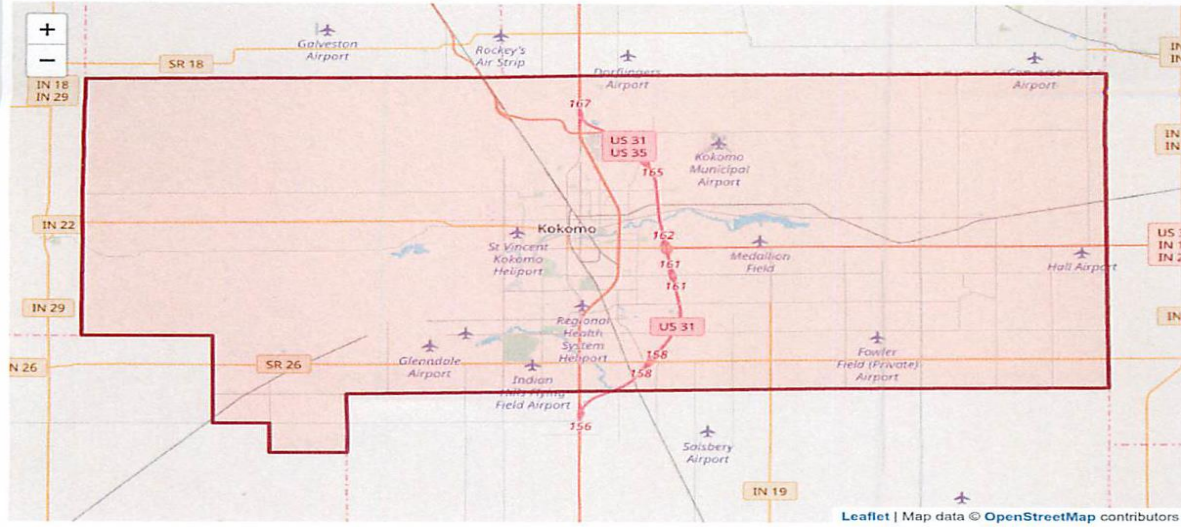 +
−
Galveston
Airport
Rockey's
Air Strip
SR 18
Dorflingers
Airport
Converse
Airport
IN 18
IN 29
167
US 31
US 35
165
Kokomo
Municipal
Airport
IN 22
Kokomo
St Vincent
Kokomo
Heliport
162
161
161
Medallion
Field
Hall Airport
IN 29
US 31
Regional
Health
System
Heliport
Glenndale
Airport
SR 26
N 26
158
158
Fowler
Field (Private)
Airport
Indian
Hills Flying
Field Airport
156
Salsbery
Airport
IN 19
Leaflet | Map data © OpenStreetMap contributors